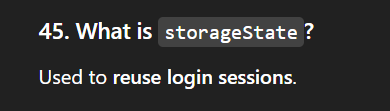 45. What is storageState?
Used to reuse login sessions.